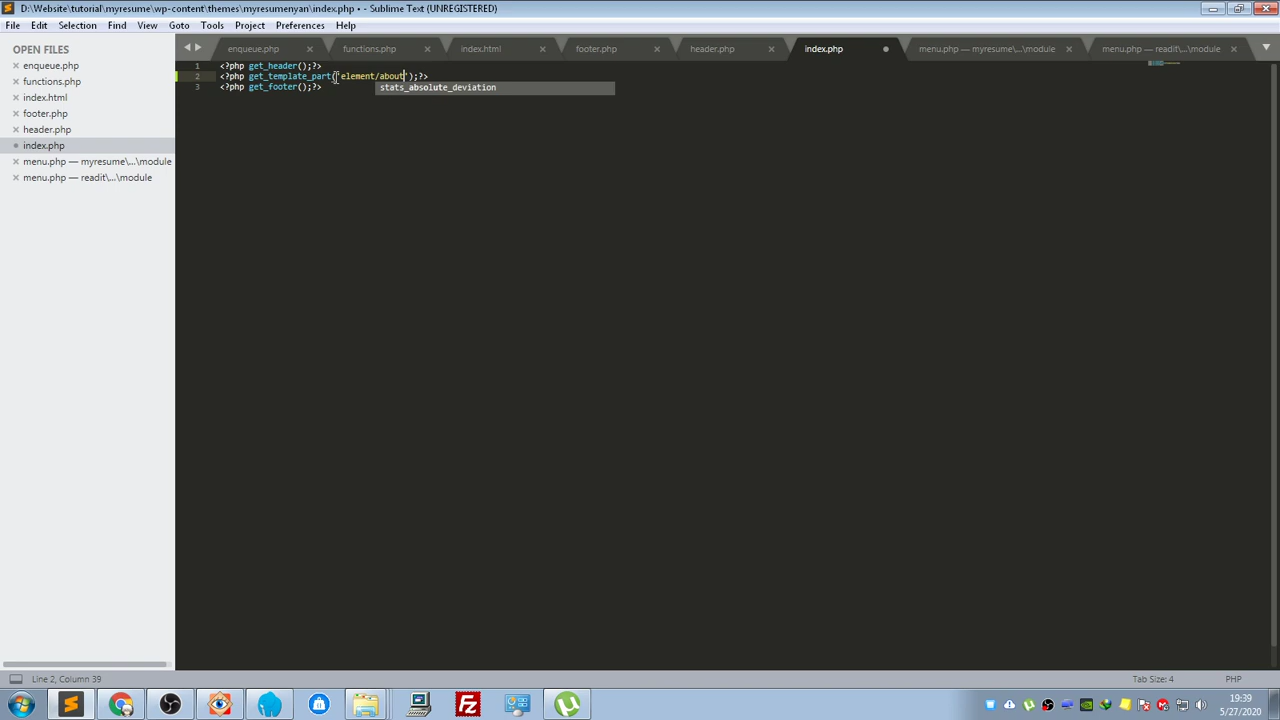 D:\Website\tutorial\myresume\wp-content\themes\myresumenyan\index.php • - Sublime Text (UNREGISTERED)
File Edit Selection View Goto Tools Project Preferences Help
OPEN FILES
enqueue.php
functions.php
index.html
footer.php
header.php
index.php
menu.php — myresume\...\module
menu.php — readit\...\module
enqueue.php functions.php index.html footer.php header.php index.php menu.php — myresume\...\module menu.php — readit\...\module
1 <?php get_header();?>
2 <?php get_template_part('element/about');?>
stats_absolute_deviation
3 <?php get_footer();?>
Line 2, Column 39
Tab Size: 4
PHP
19:39
5/27/2020